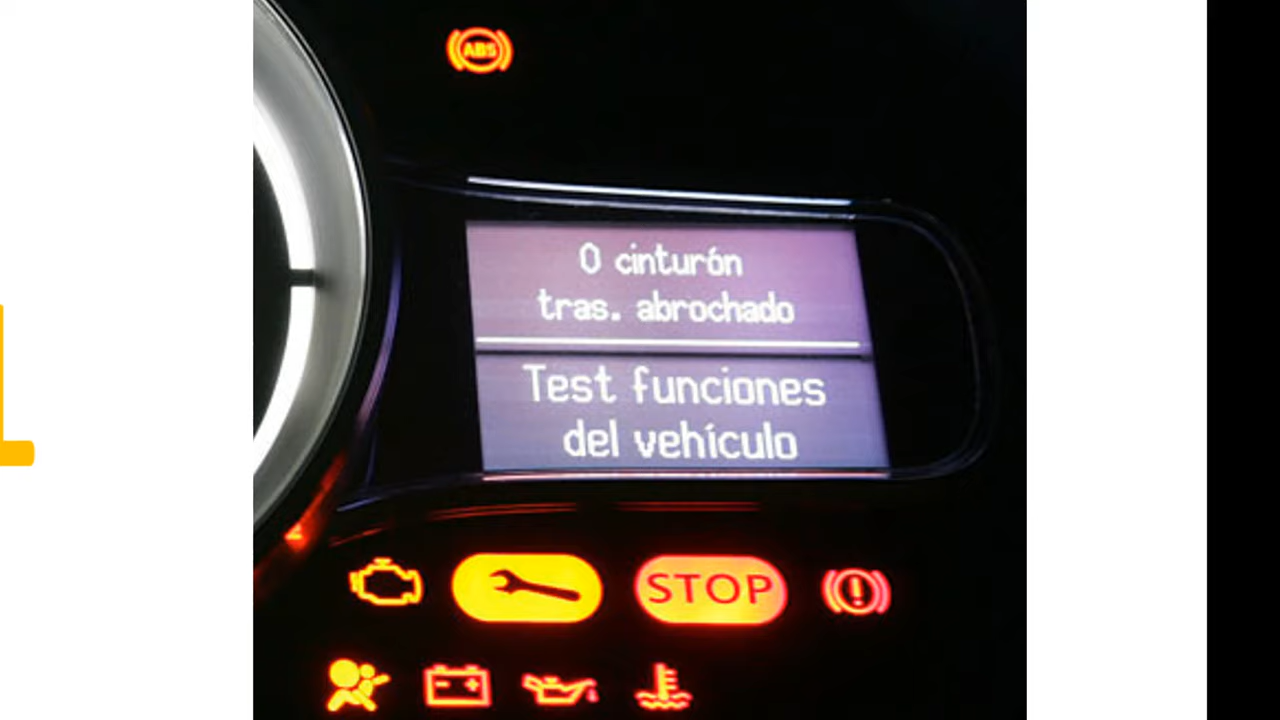 ABS
0 cinturón
tras. abrochado
Test funciones
del vehículo
STOP